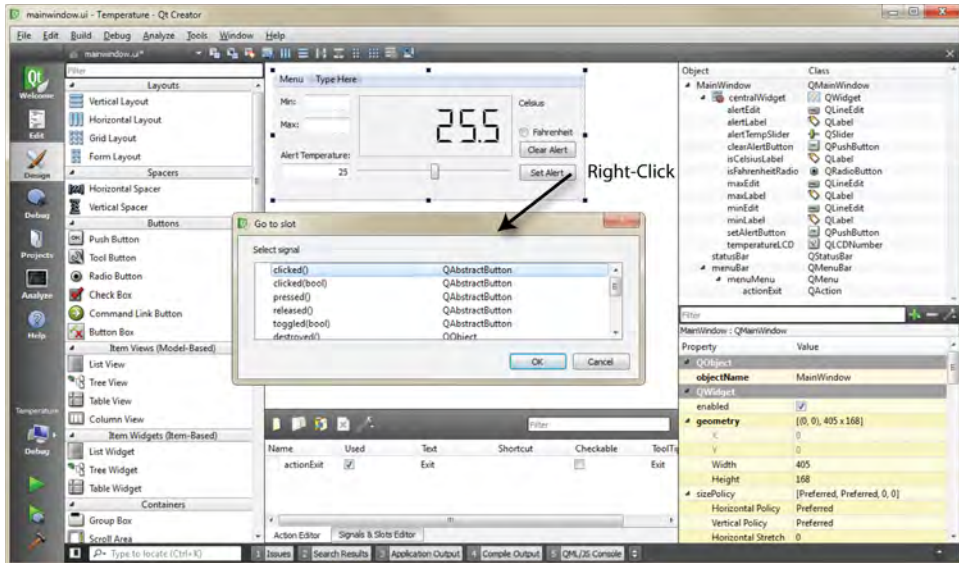 mainwindow.ui - Temperature - Qt Creator
File Edit Build Debug Analyze Tools Window Help
mainwindow.ui*
Qt
Welcome
Edit
Design
Debug
Projects
Analyze
Help
Temperature
Debug
Filter
Layouts
Vertical Layout
Horizontal Layout
Grid Layout
Form Layout
Spacers
Horizontal Spacer
Vertical Spacer
Buttons
OK Push Button
Tool Button
Radio Button
Check Box
Command Link Button
Button Box
Item Views (Model-Based)
List View
Tree View
Table View
Column View
Item Widgets (Item-Based)
List Widget
Tree Widget
Table Widget
Containers
Group Box
Scroll Area
Menu Type Here
Min:
Max:
25.5
Celsius
Fahrenheit
Clear Alert
Alert Temperature:
25
Set Alert
Right-Click
Go to slot
Select signal
clicked() QAbstractButton
clicked(bool) QAbstractButton
pressed() QAbstractButton
released() QAbstractButton
toggled(bool) QAbstractButton
destroyed() QObject
OK Cancel
Filter
Name Used Text Shortcut Checkable ToolTip
actionExit Exit Exit
Action Editor Signals & Slots Editor
Object Class
MainWindow QMainWindow
centralWidget QWidget
alertEdit QLineEdit
alertLabel QLabel
alertTempSlider QSlider
clearAlertButton QPushButton
isCelsiusLabel QLabel
isFahrenheitRadio QRadioButton
maxEdit QLineEdit
maxLabel QLabel
minEdit QLineEdit
minLabel QLabel
setAlertButton QPushButton
temperatureLCD QLCDNumber
statusBar QStatusBar
menuBar QMenuBar
menuMenu QMenu
actionExit QAction
Filter
MainWindow : QMainWindow
Property Value
QObject
objectName MainWindow
QWidget
enabled
geometry [(0, 0), 405 x 168]
X 0
Y 0
Width 405
Height 168
sizePolicy [Preferred, Preferred, 0, 0]
Horizontal Policy Preferred
Vertical Policy Preferred
Horizontal Stretch 0
Type to locate (Ctrl+K)
1 Issues 2 Search Results 3 Application Output 4 Compile Output 5 QML/JS Console